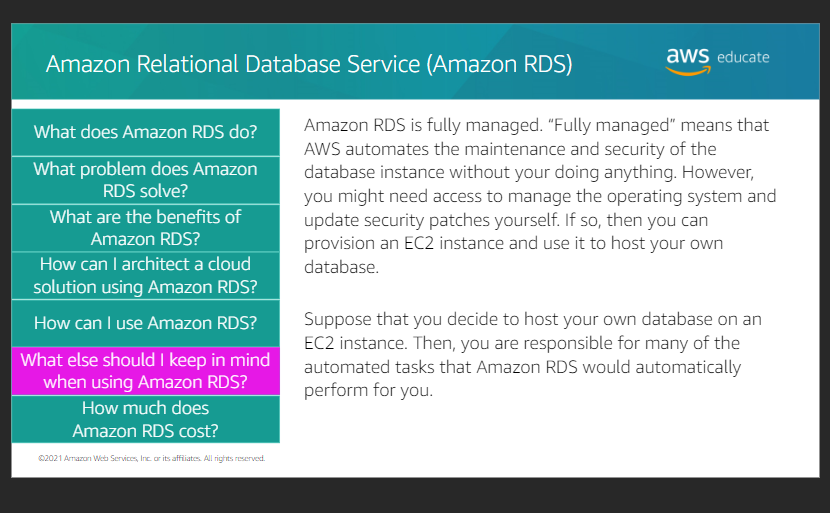 Amazon Relational Database Service (Amazon RDS)
aws educate
What does Amazon RDS do?
What problem does Amazon
RDS solve?
What are the benefits of
Amazon RDS?
How can I architect a cloud
solution using Amazon RDS?
How can I use Amazon RDS?
What else should I keep in mind
when using Amazon RDS?
How much does
Amazon RDS cost?
Amazon RDS is fully managed. “Fully managed” means that
AWS automates the maintenance and security of the
database instance without your doing anything. However,
you might need access to manage the operating system and
update security patches yourself. If so, then you can
provision an EC2 instance and use it to host your own
database.
Suppose that you decide to host your own database on an
EC2 instance. Then, you are responsible for many of the
automated tasks that Amazon RDS would automatically
perform for you.
©2021 Amazon Web Services, Inc. or its affiliates. All rights reserved.